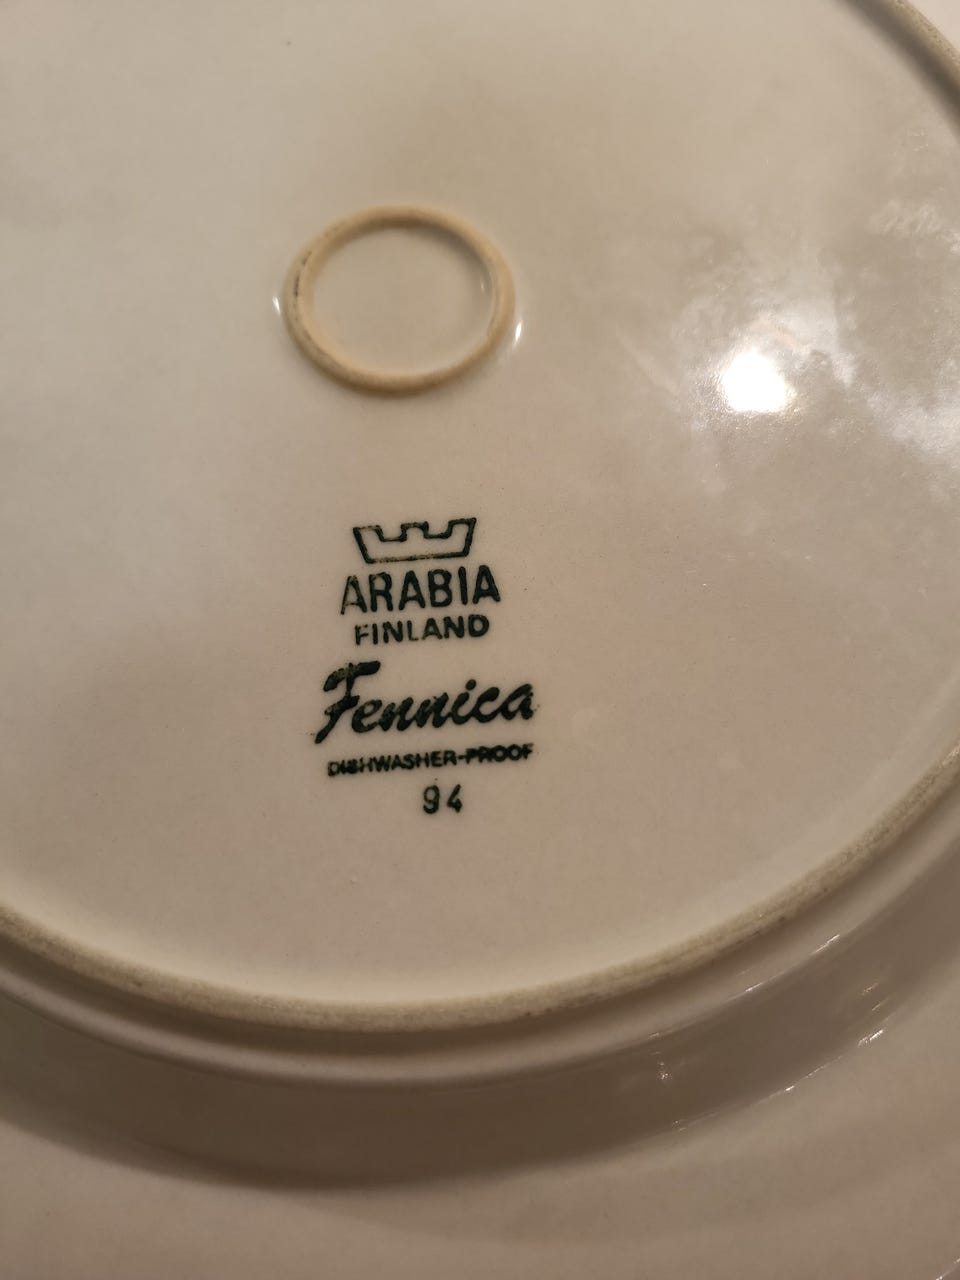 ARABIA
FINLAND
Fennica
DISHWASHER-PROOF
94